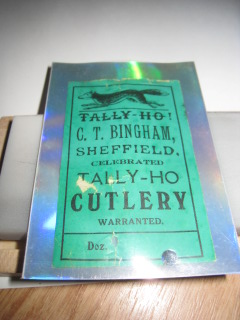 TALLY-HO!
C. T. BINGHAM,
SHEFFIELD.
CELEBRATED
TALLY-HO
CUTLERY
WARRANTED.
Doz.